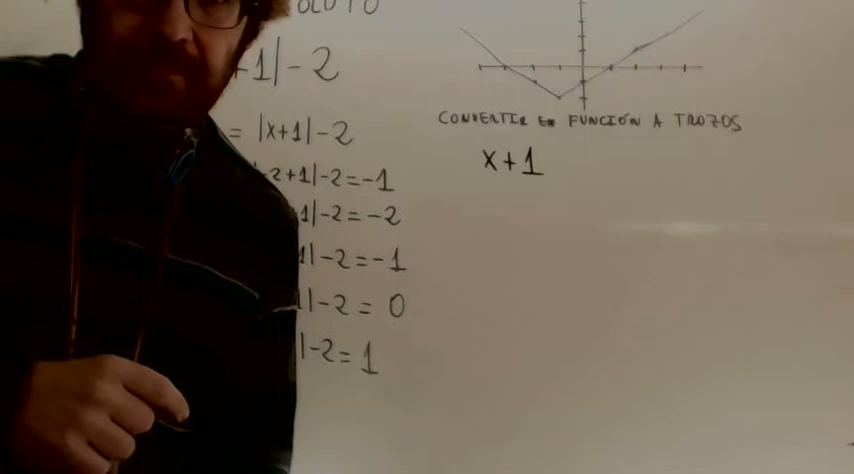 +1|-2
= |x+1|-2
-2+1|-2=-1
+1|-2=-2
1|-2=-1
1|-2=0
|-2=1
CONVERTIR EN FUNCIÓN A TROZOS
x+1